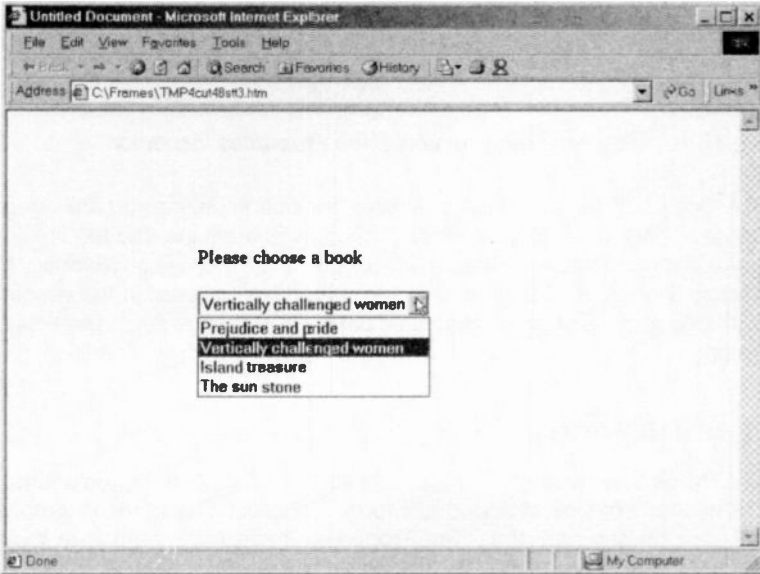 Untitled Document - Microsoft Internet Explorer
File Edit View Favorites Tools Help
Back Search Favorites History
Address C:\Frames\TMP4cut48stt3.htm Go Links »
Please choose a book
Vertically challenged women
Prejudice and pride
Vertically challenged women
Island treasure
The sun stone
Done My Computer